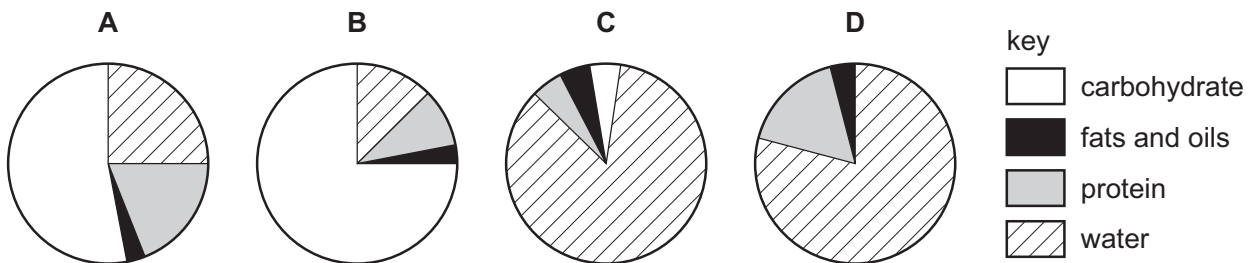 A B C D
key
carbohydrate
fats and oils
protein
water